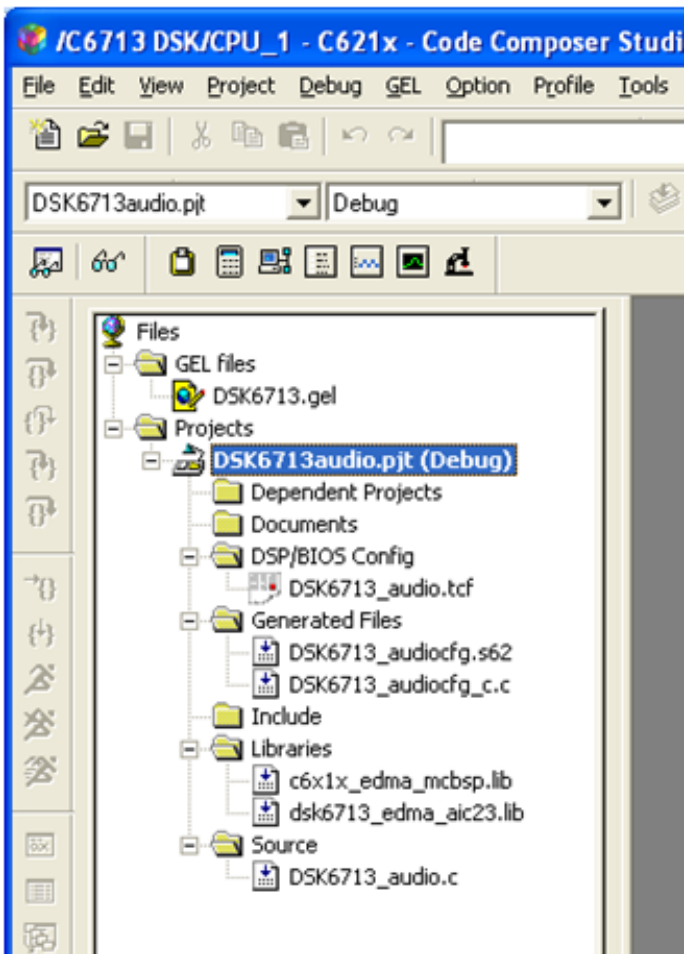 /C6713 DSK/CPU_1 - C621x - Code Composer Studi
File Edit View Project Debug GEL Option Profile Tools
DSK6713audio.pjt Debug
Files
GEL files
DSK6713.gel
Projects
DSK6713audio.pjt (Debug)
Dependent Projects
Documents
DSP/BIOS Config
DSK6713_audio.tcf
Generated Files
DSK6713_audiocfg.s62
DSK6713_audiocfg_c.c
Include
Libraries
c6x1x_edma_mcbsp.lib
dsk6713_edma_aic23.lib
Source
DSK6713_audio.c